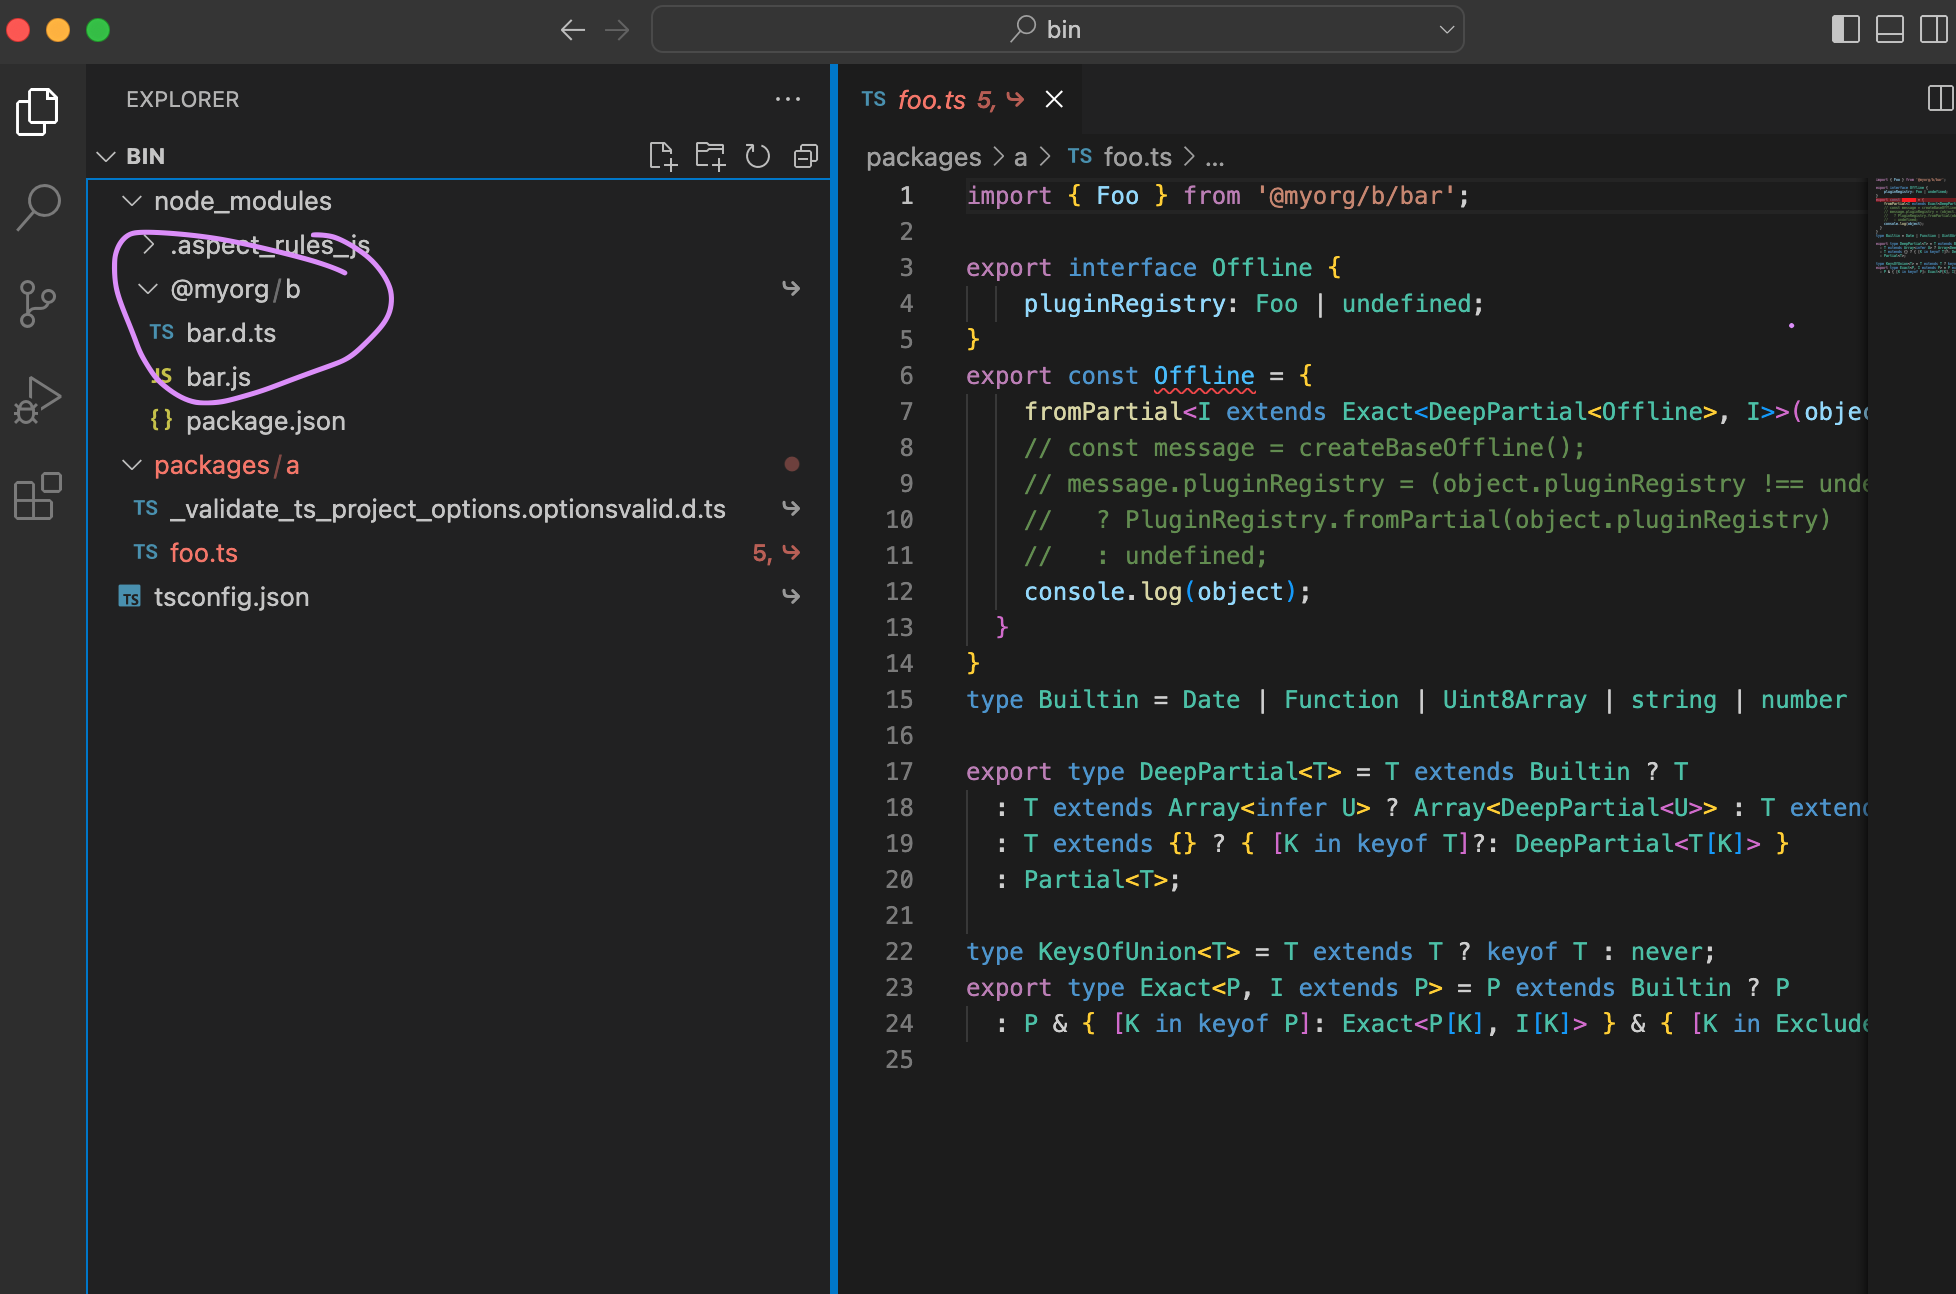 bin
EXPLORER
BIN
node_modules
.aspect_rules_js
@myorg/b
TS bar.d.ts
JS bar.js
{} package.json
packages/a
TS _validate_ts_project_options.optionsvalid.d.ts
TS foo.ts 5,
TS tsconfig.json
TS foo.ts 5,
packages > a > TS foo.ts > ...
1 import { Foo } from '@myorg/b/bar';
2
3 export interface Offline {
4     pluginRegistry: Foo | undefined;
5 }
6 export const Offline = {
7     fromPartial<I extends Exact<DeepPartial<Offline>, I>>(objec
8     // const message = createBaseOffline();
9     // message.pluginRegistry = (object.pluginRegistry !== unde
10     //   ? PluginRegistry.fromPartial(object.pluginRegistry)
11     //   : undefined;
12     console.log(object);
13   }
14 }
15 type Builtin = Date | Function | Uint8Array | string | number
16
17 export type DeepPartial<T> = T extends Builtin ? T
18   : T extends Array<infer U> ? Array<DeepPartial<U>> : T extend
19   : T extends {} ? { [K in keyof T]?: DeepPartial<T[K]> }
20   : Partial<T>;
21
22 type KeysOfUnion<T> = T extends T ? keyof T : never;
23 export type Exact<P, I extends P> = P extends Builtin ? P
24   : P & { [K in keyof P]: Exact<P[K], I[K]> } & { [K in Exclude
25